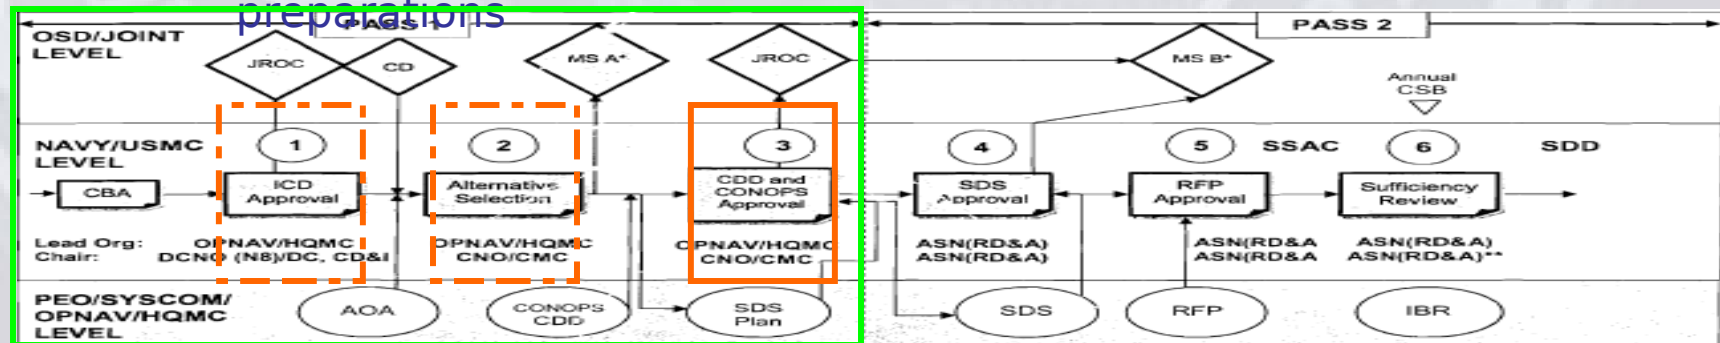 preparations
PASS 1
PASS 2
OSD/JOINT
LEVEL
JROC
CD
MS A*
JROC
MS B*
Annual
CSB
NAVY/USMC
LEVEL
1
2
3
4
5
SSAC
6
SDD
CBA
ICD
Approval
Alternative
Selection
CDD and
CONOPS
Approval
SDS
Approval
RFP
Approval
Sufficiency
Review
Lead Org:
Chair:
OPNAV/HQMC
DCNO (N8)/DC, CD&I
OPNAV/HQMC
CNO/CMC
OPNAV/HQMC
CNO/CMC
ASN(RD&A)
ASN(RD&A)
ASN(RD&A
ASN(RD&A
ASN(RD&A)
ASN(RD&A)**
PEO/SYSCOM/
OPNAV/HQMC
LEVEL
AOA
CONOPS
CDD
SDS
Plan
SDS
RFP
IBR